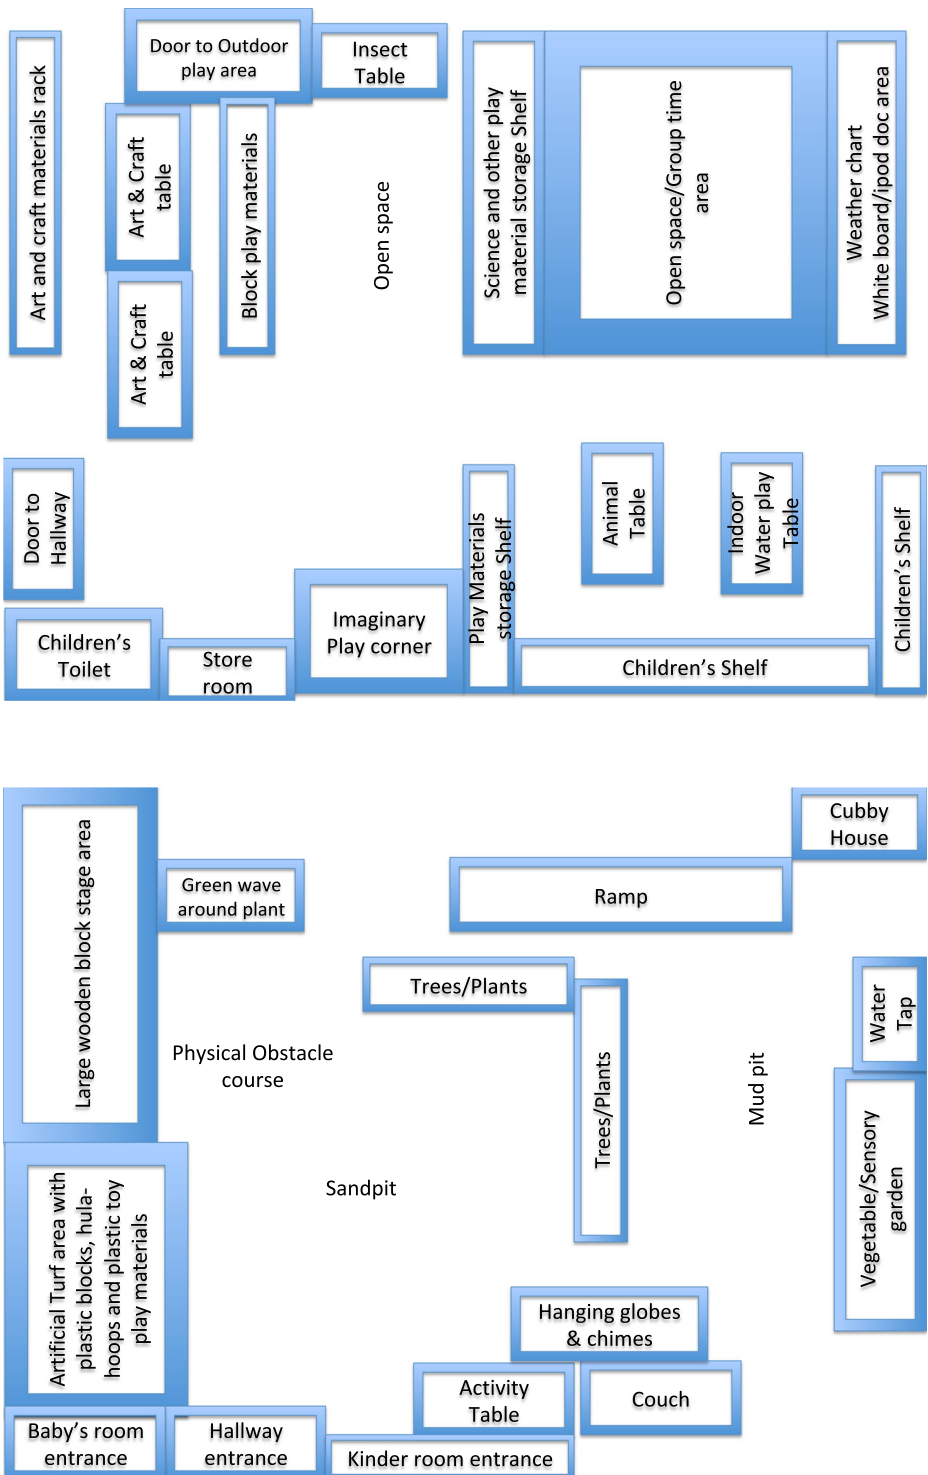 Door to Outdoor
play area
Insect
Table
Art and craft materials rack
Art & Craft
table
Block play materials
Open space
Science and other play
material storage Shelf
Open space/Group time
area
Weather chart
White board/ipod doc area
Art & Craft
table
Door to
Hallway
Animal
Table
Indoor
Water play
Table
Play Materials
storage Shelf
Children's Shelf
Imaginary
Play corner
Children's
Toilet
Store
room
Children's Shelf
Cubby
House
Large wooden block stage area
Green wave
around plant
Ramp
Trees/Plants
Water
Tap
Physical Obstacle
course
Trees/Plants
Mud pit
Sandpit
Vegetable/Sensory
garden
Artificial Turf area with
plastic blocks, hula-
hoops and plastic toy
play materials
Hanging globes
& chimes
Activity
Table
Couch
Baby's room
entrance
Hallway
entrance
Kinder room entrance